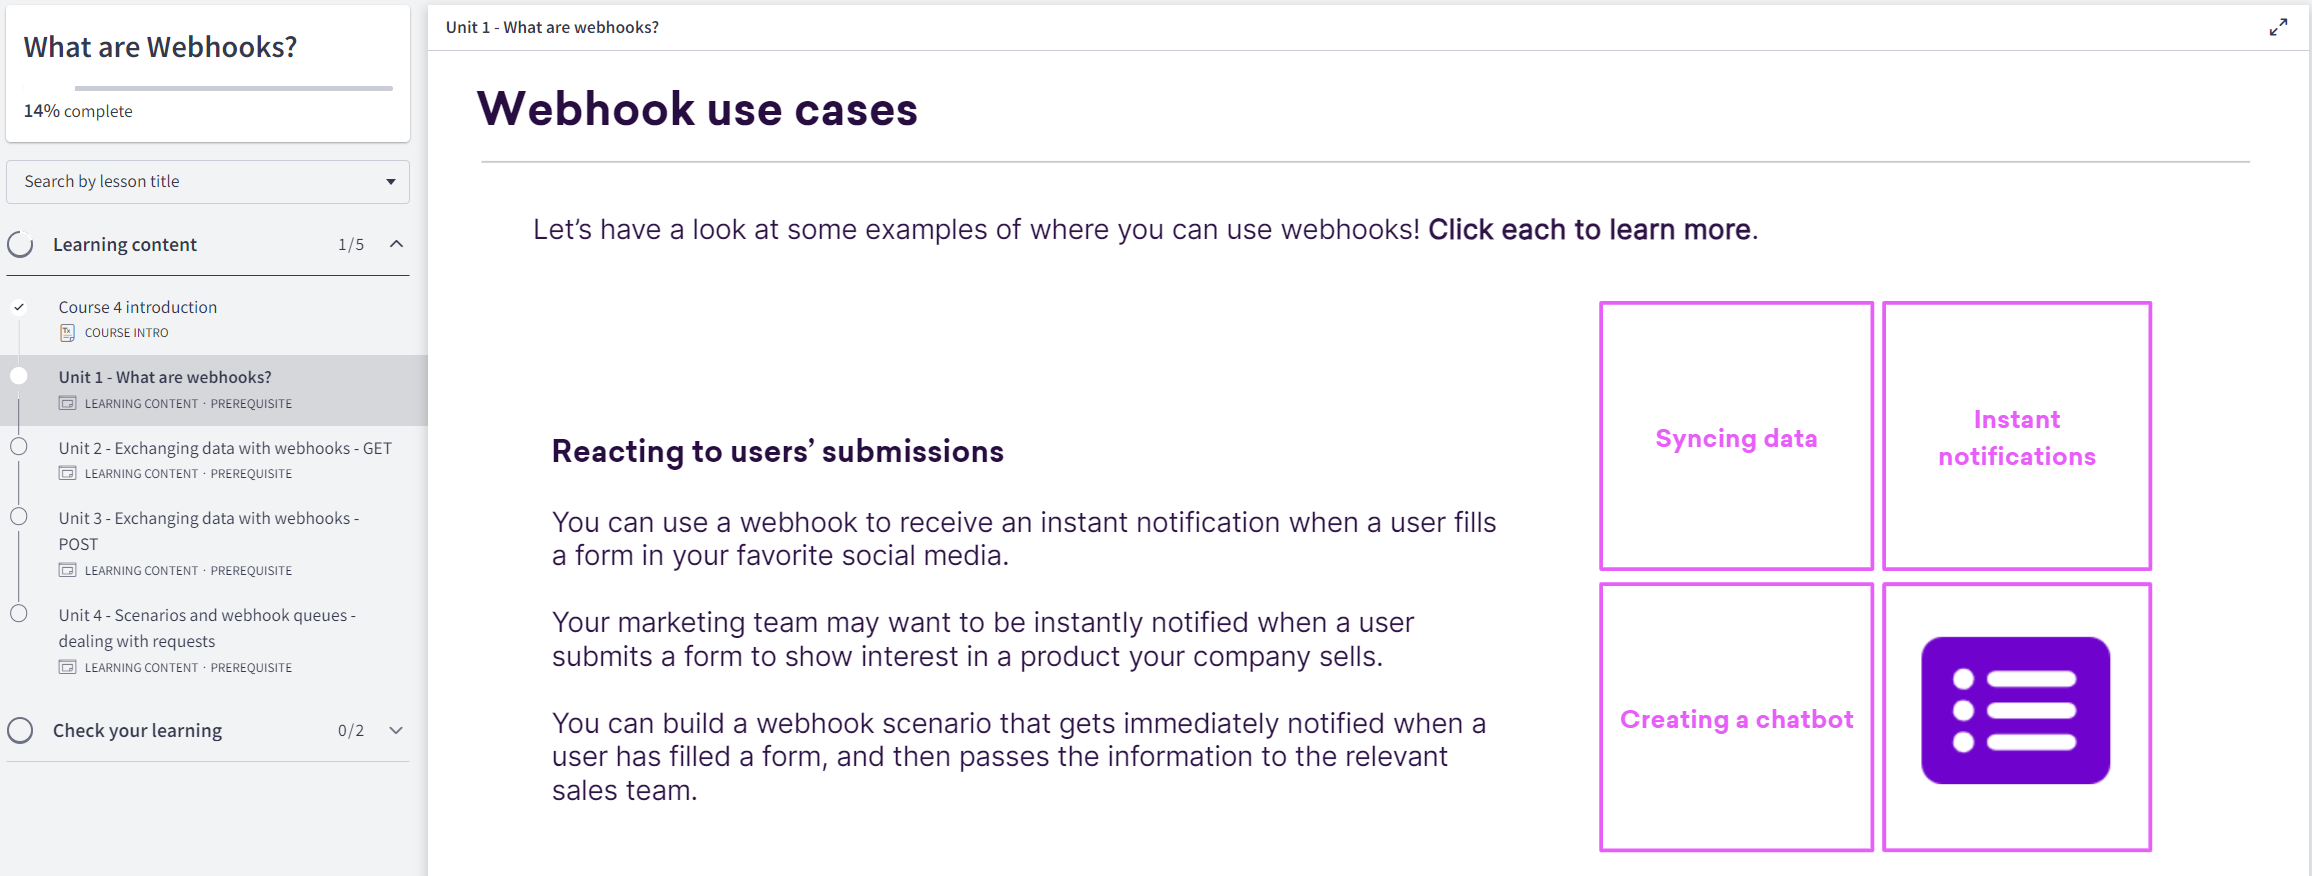 What are Webhooks?
14% complete
Search by lesson title
Learning content 1/5
Course 4 introduction
COURSE INTRO
Unit 1 - What are webhooks?
LEARNING CONTENT · PREREQUISITE
Unit 2 - Exchanging data with webhooks - GET
LEARNING CONTENT · PREREQUISITE
Unit 3 - Exchanging data with webhooks -
POST
LEARNING CONTENT · PREREQUISITE
Unit 4 - Scenarios and webhook queues -
dealing with requests
LEARNING CONTENT · PREREQUISITE
Check your learning 0/2
Unit 1 - What are webhooks?
Webhook use cases
Let’s have a look at some examples of where you can use webhooks! Click each to learn more.
Reacting to users’ submissions
You can use a webhook to receive an instant notification when a user fills
a form in your favorite social media.
Your marketing team may want to be instantly notified when a user
submits a form to show interest in a product your company sells.
You can build a webhook scenario that gets immediately notified when a
user has filled a form, and then passes the information to the relevant
sales team.
Syncing data
Instant
notifications
Creating a chatbot